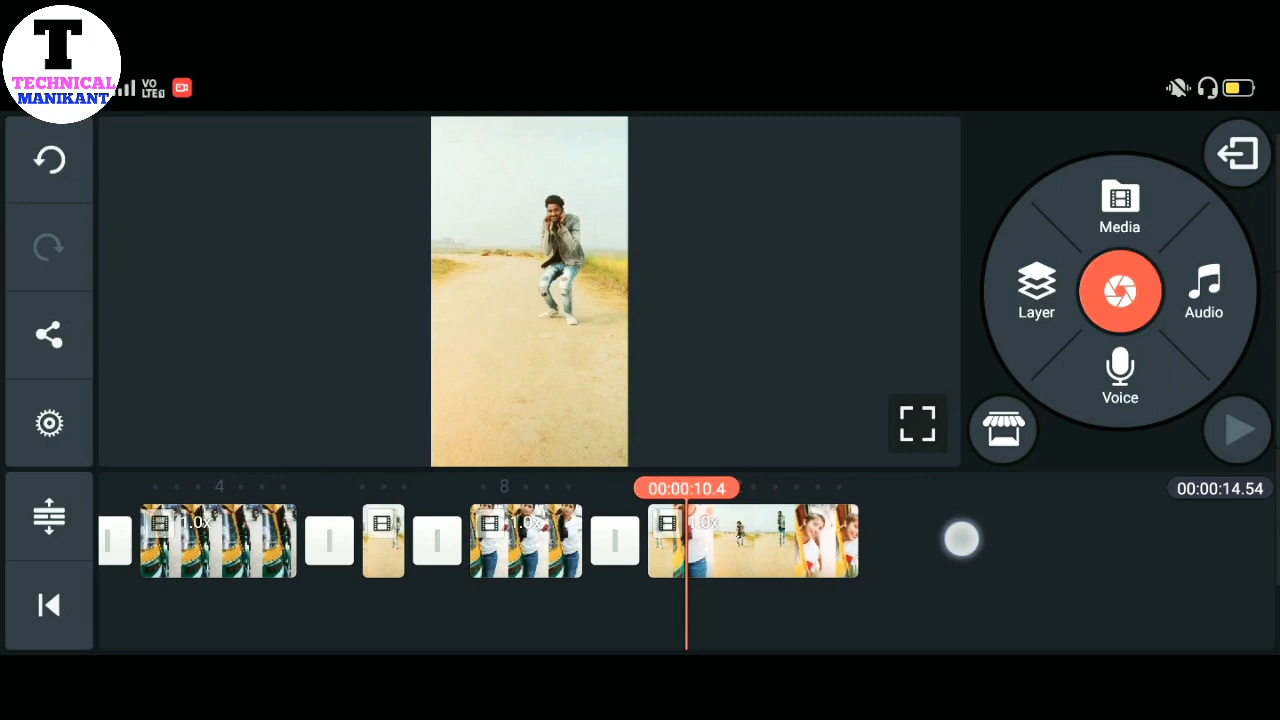 T
TECHNICAL
MANIKANT
VO
LTE
Media
Layer
Audio
Voice
4
8
00:00:10.4
00:00:14.54
1.0x
1.0x
1.0x